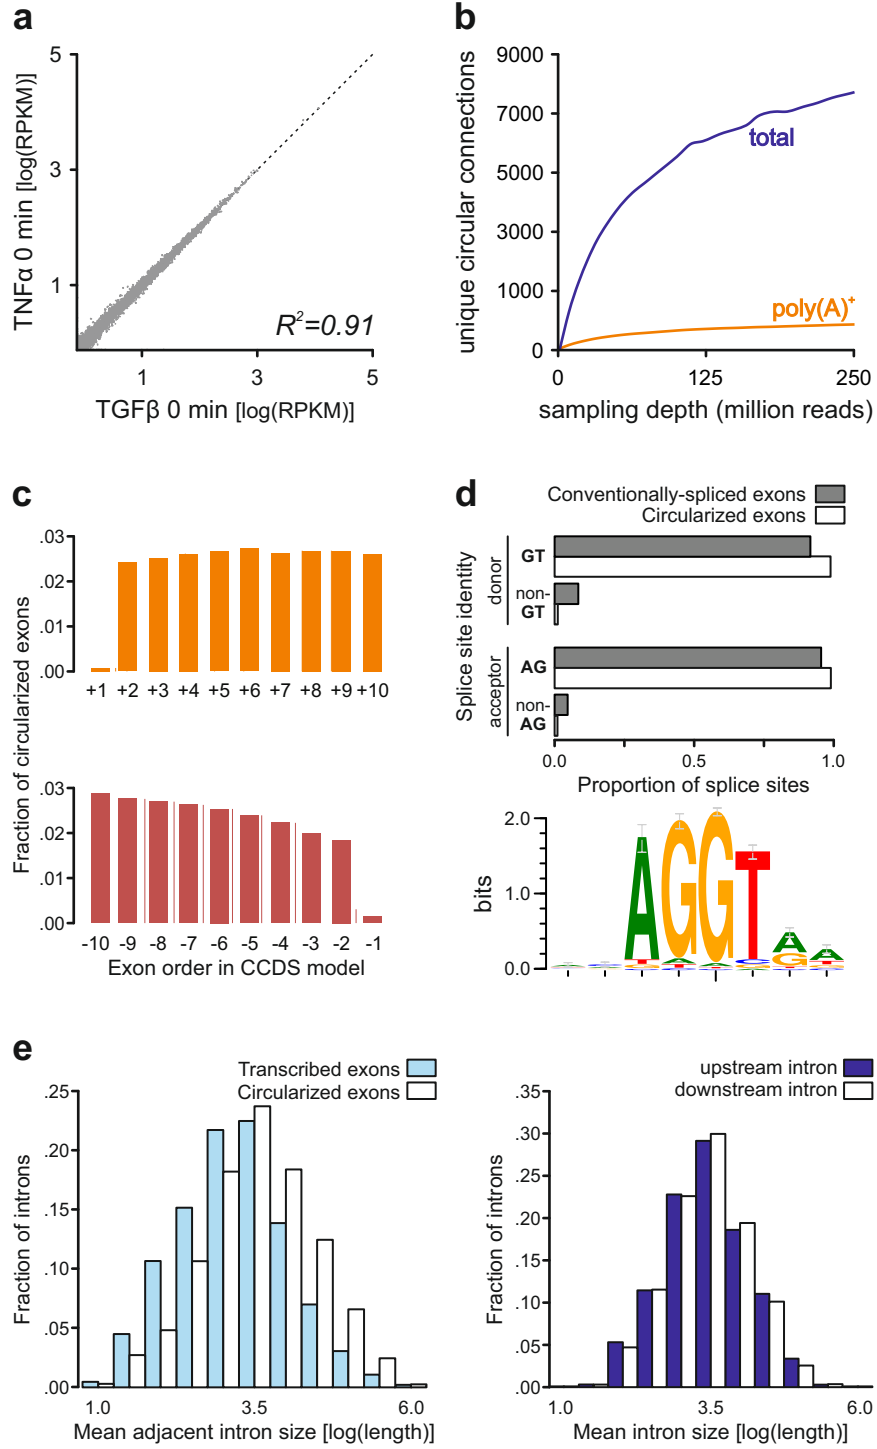 a
TNFα 0 min [log(RPKM)]
5
3
1
R²=0.91
1 3 5
TGFβ 0 min [log(RPKM)]
b
unique circular connections
9000
7000
5000
3000
1000
0
total
poly(A)⁺
0 125 250
sampling depth (million reads)
c
Fraction of circularized exons
.03
.02
.01
.00
+1 +2 +3 +4 +5 +6 +7 +8 +9 +10
.03
.02
.01
.00
-10 -9 -8 -7 -6 -5 -4 -3 -2 -1
Exon order in CCDS model
d
Conventionally-spliced exons
Circularized exons
Splice site identity
donor
GT
non-
GT
acceptor
AG
non-
AG
0.0 0.5 1.0
Proportion of splice sites
bits
2.0
1.0
0.0
AGGTAA
G
e
Transcribed exons
Circularized exons
Fraction of introns
.25
.20
.15
.10
.05
.00
1.0 3.5 6.0
Mean adjacent intron size [log(length)]
upstream intron
downstream intron
Fraction of introns
.35
.30
.25
.20
.15
.10
.05
.00
1.0 3.5 6.0
Mean intron size [log(length)]